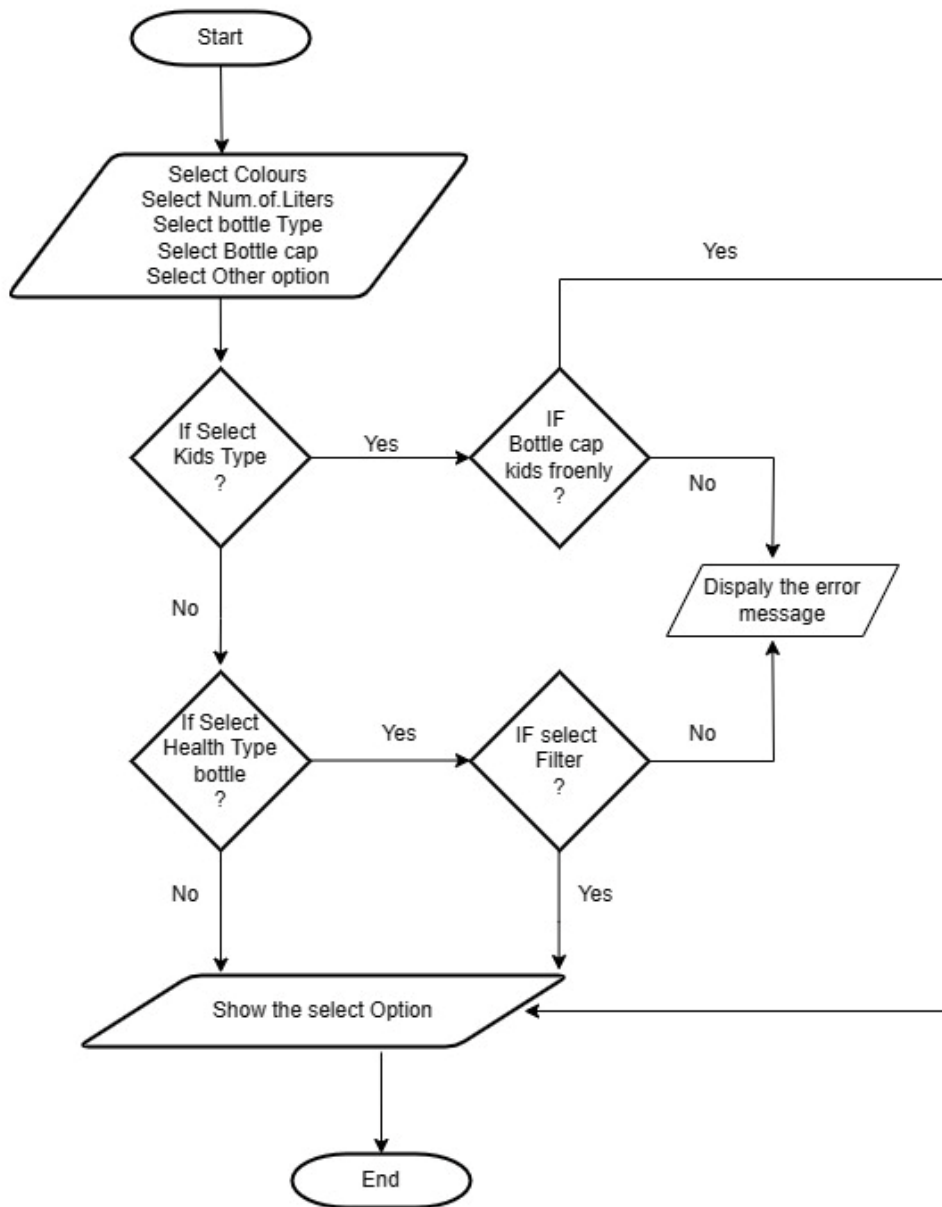 Start
Select Colours
Select Num.of.Liters
Select bottle Type
Select Bottle cap
Select Other option
Yes
If Select
Kids Type
?
Yes
IF
Bottle cap
kids froenly
?
No
Dispaly the error
message
No
If Select
Health Type
bottle
?
Yes
IF select
Filter
?
No
No
Yes
Show the select Option
End